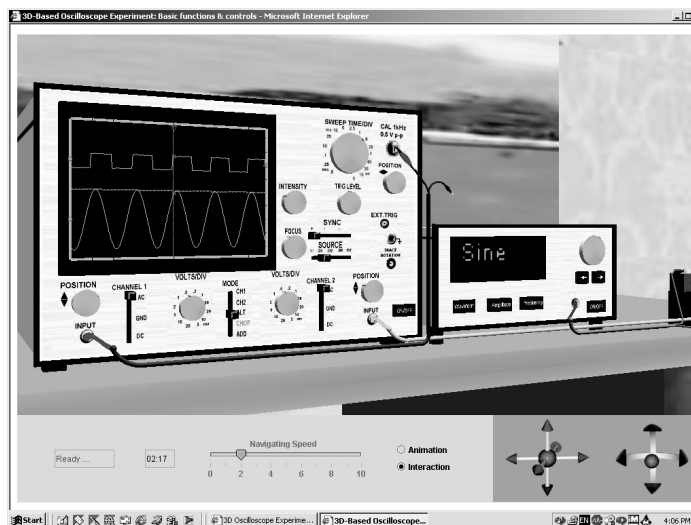 3D-Based Oscilloscope Experiment: Basic functions & controls - Microsoft Internet Explorer
SWEEP TIME/DIV
CAL 1kHz
0.5 V p-p
POSITION
INTENSITY
TRIG LEVEL
EXT.TRIG
SYNC
FOCUS
SOURCE
TRACE
ROTATION
Sine
POSITION
CHANNEL 1
VOLTS/DIV
MODE
VOLTS/DIV
CHANNEL 2
POSITION
AC
GND
DC
CH1
CH2
ALT
CHOP
ADD
AC
GND
DC
INPUT
INPUT
ON/OFF
Waveform
Amplitude
Frequency
ON/OFF
Ready....
02:17
Navigating Speed
0 2 4 6 8 10
Animation
Interaction
Start
3D Oscilloscope Experime...
3D-Based Oscilloscope...
EN
4:06 PM